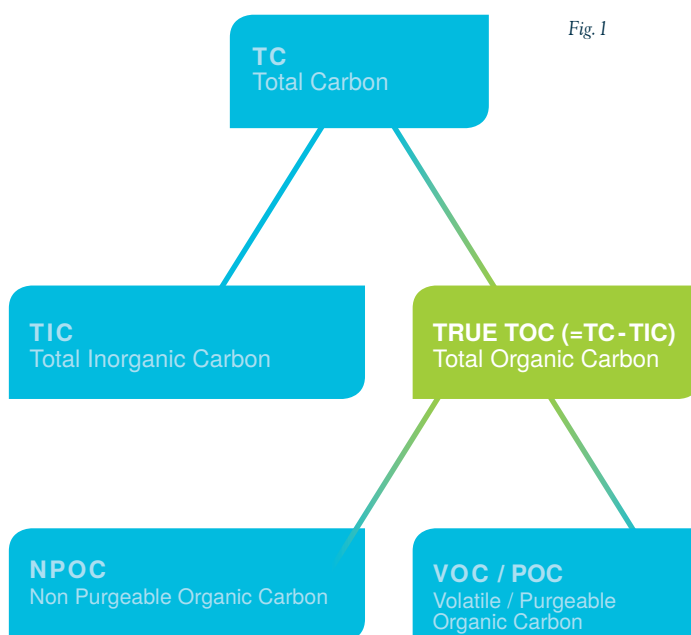 Fig. 1
TC
Total Carbon
TIC
Total Inorganic Carbon
TRUE TOC (=TC-TIC)
Total Organic Carbon
NPOC
Non Purgeable Organic Carbon
VOC / POC
Volatile / Purgeable
Organic Carbon